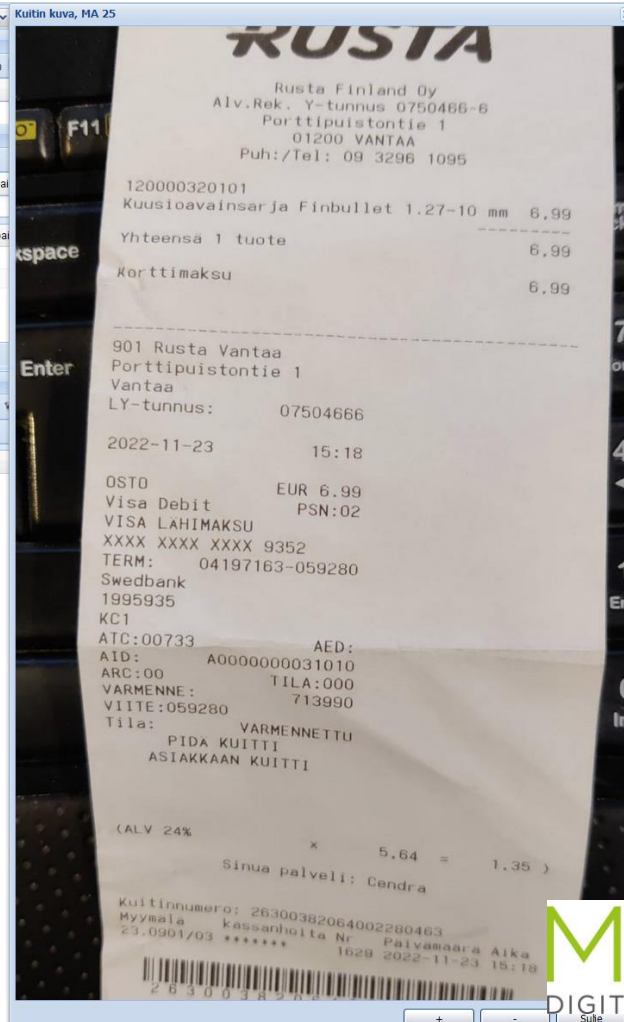 Kuitin kuva, MA 25
RUSTA
Rusta Finland Oy
Alv.Rek. Y-tunnus 0750466-6
Porttipuistontie 1
01200 VANTAA
Puh:/Tel: 09 3296 1095
120000320101
Kuusioavainsarja Finbullet 1.27-10 mm 6,99
Yhteensä 1 tuote 6,99
Korttimaksu 6,99
901 Rusta Vantaa
Porttipuistontie 1
Vantaa
LY-tunnus: 07504666
2022-11-23 15:18
OSTO EUR 6.99
Visa Debit PSN:02
VISA LÄHIMAKSU
XXXX XXXX XXXX 9352
TERM: 04197163-059280
Swedbank
1995935
KC1
ATC:00733 AED:
AID: A0000000031010
ARC:00 TILA:000
VARMENNE: 713990
VIITE:059280
Tila: VARMENNETTU
PIDÄ KUITTI
ASIAKKAAN KUITTI
(ALV 24% x 5,64 = 1,35 )
Sinua palveli: Cendra
Kuitinnumero: 26300382064002280463
Myymala kassanhoita Nr Paivamaara Aika
23.0901/03 ******* 1629 2022-11-23 15:18
F11
Enter
M
DIGIT
+ - Sulje